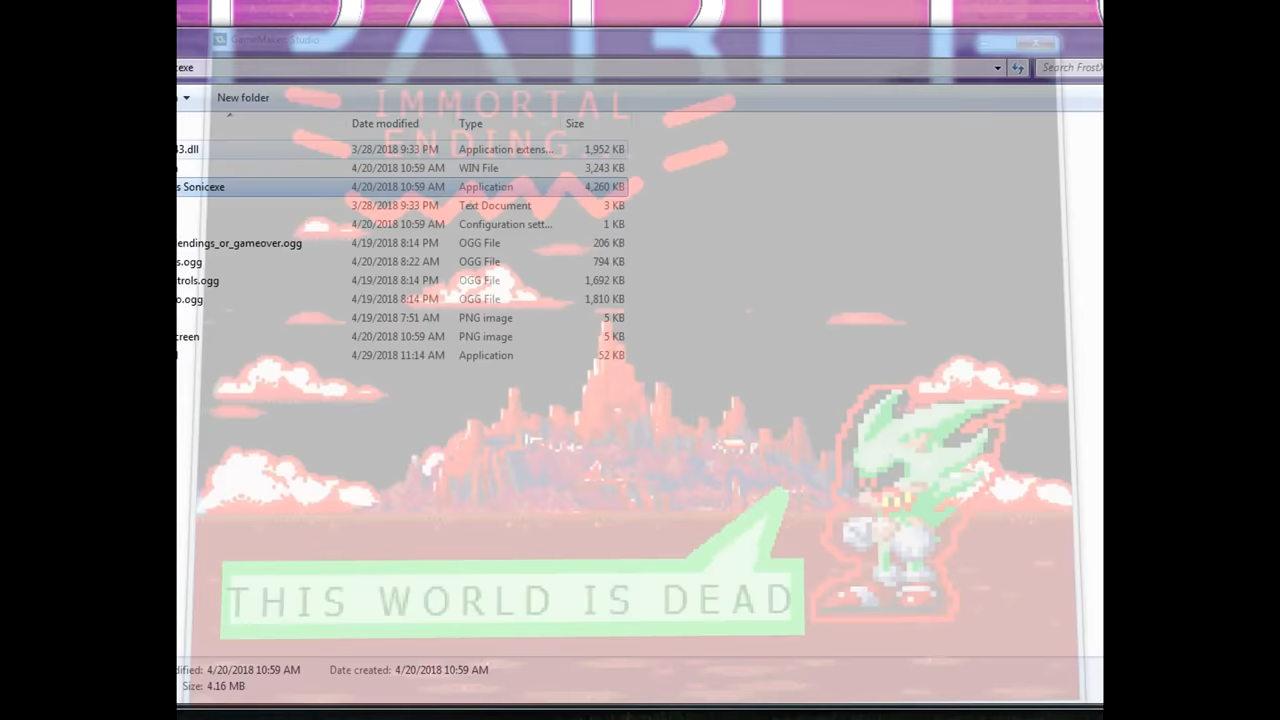 GameMaker Studio
exe
Search FrostX
New folder
Date modified Type Size
43.dll 3/28/2018 9:33 PM Application extens... 1,952 KB
4/20/2018 10:59 AM WIN File 3,243 KB
s Sonicexe 4/20/2018 10:59 AM Application 4,260 KB
3/28/2018 9:33 PM Text Document 3 KB
4/20/2018 10:59 AM Configuration sett... 1 KB
endings_or_gameover.ogg 4/19/2018 8:14 PM OGG File 206 KB
s.ogg 4/20/2018 8:22 AM OGG File 794 KB
trols.ogg 4/19/2018 8:14 PM OGG File 1,692 KB
o.ogg 4/19/2018 8:14 PM OGG File 1,810 KB
4/19/2018 7:51 AM PNG image 5 KB
creen 4/20/2018 10:59 AM PNG image 5 KB
4/29/2018 11:14 AM Application 52 KB
IMMORTAL
ENDING..
THIS WORLD IS DEAD
dified: 4/20/2018 10:59 AM Date created: 4/20/2018 10:59 AM
Size: 4.16 MB